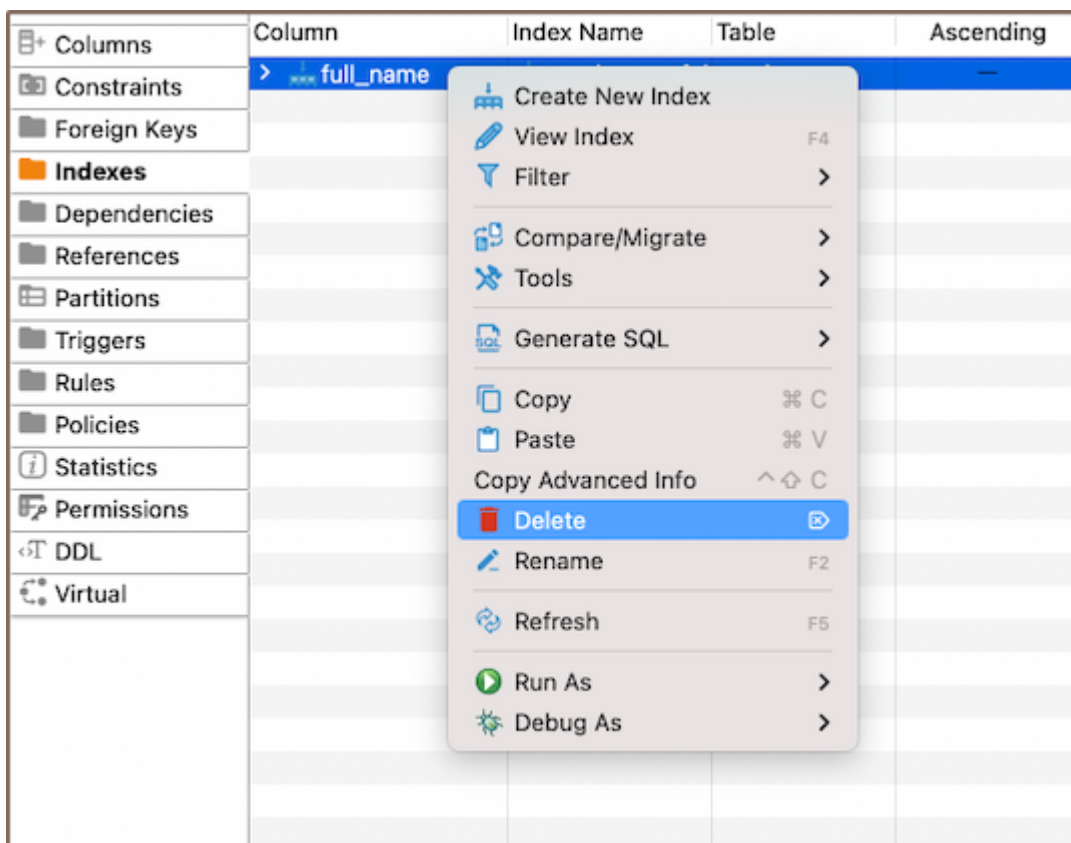 Column Index Name Table Ascending
Columns
Constraints
Foreign Keys
Indexes
Dependencies
References
Partitions
Triggers
Rules
Policies
Statistics
Permissions
DDL
Virtual
full_name
Create New Index
View Index F4
Filter
Compare/Migrate
Tools
Generate SQL
Copy ⌘ C
Paste ⌘ V
Copy Advanced Info ^⇧ C
Delete
Rename F2
Refresh F5
Run As
Debug As